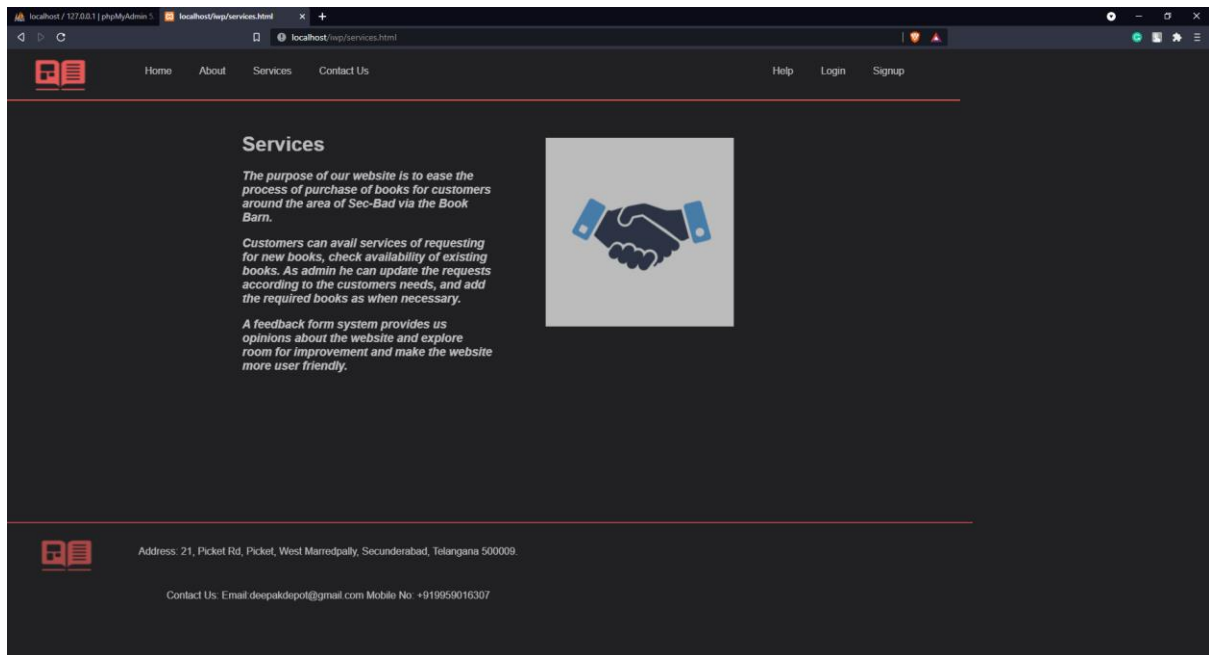 localhost / 127.0.0.1 | phpMyAdmin 5
localhost/iwp/services.html
localhost/iwp/services.html
Home About Services Contact Us Help Login Signup
Services
The purpose of our website is to ease the
process of purchase of books for customers
around the area of Sec-Bad via the Book
Barn.
Customers can avail services of requesting
for new books, check availability of existing
books. As admin he can update the requests
according to the customers needs, and add
the required books as when necessary.
A feedback form system provides us
opinions about the website and explore
room for improvement and make the website
more user friendly.
Address: 21, Picket Rd, Picket, West Marredpally, Secunderabad, Telangana 500009.
Contact Us: Email:deepakdepot@gmail.com Mobile No: +919959016307